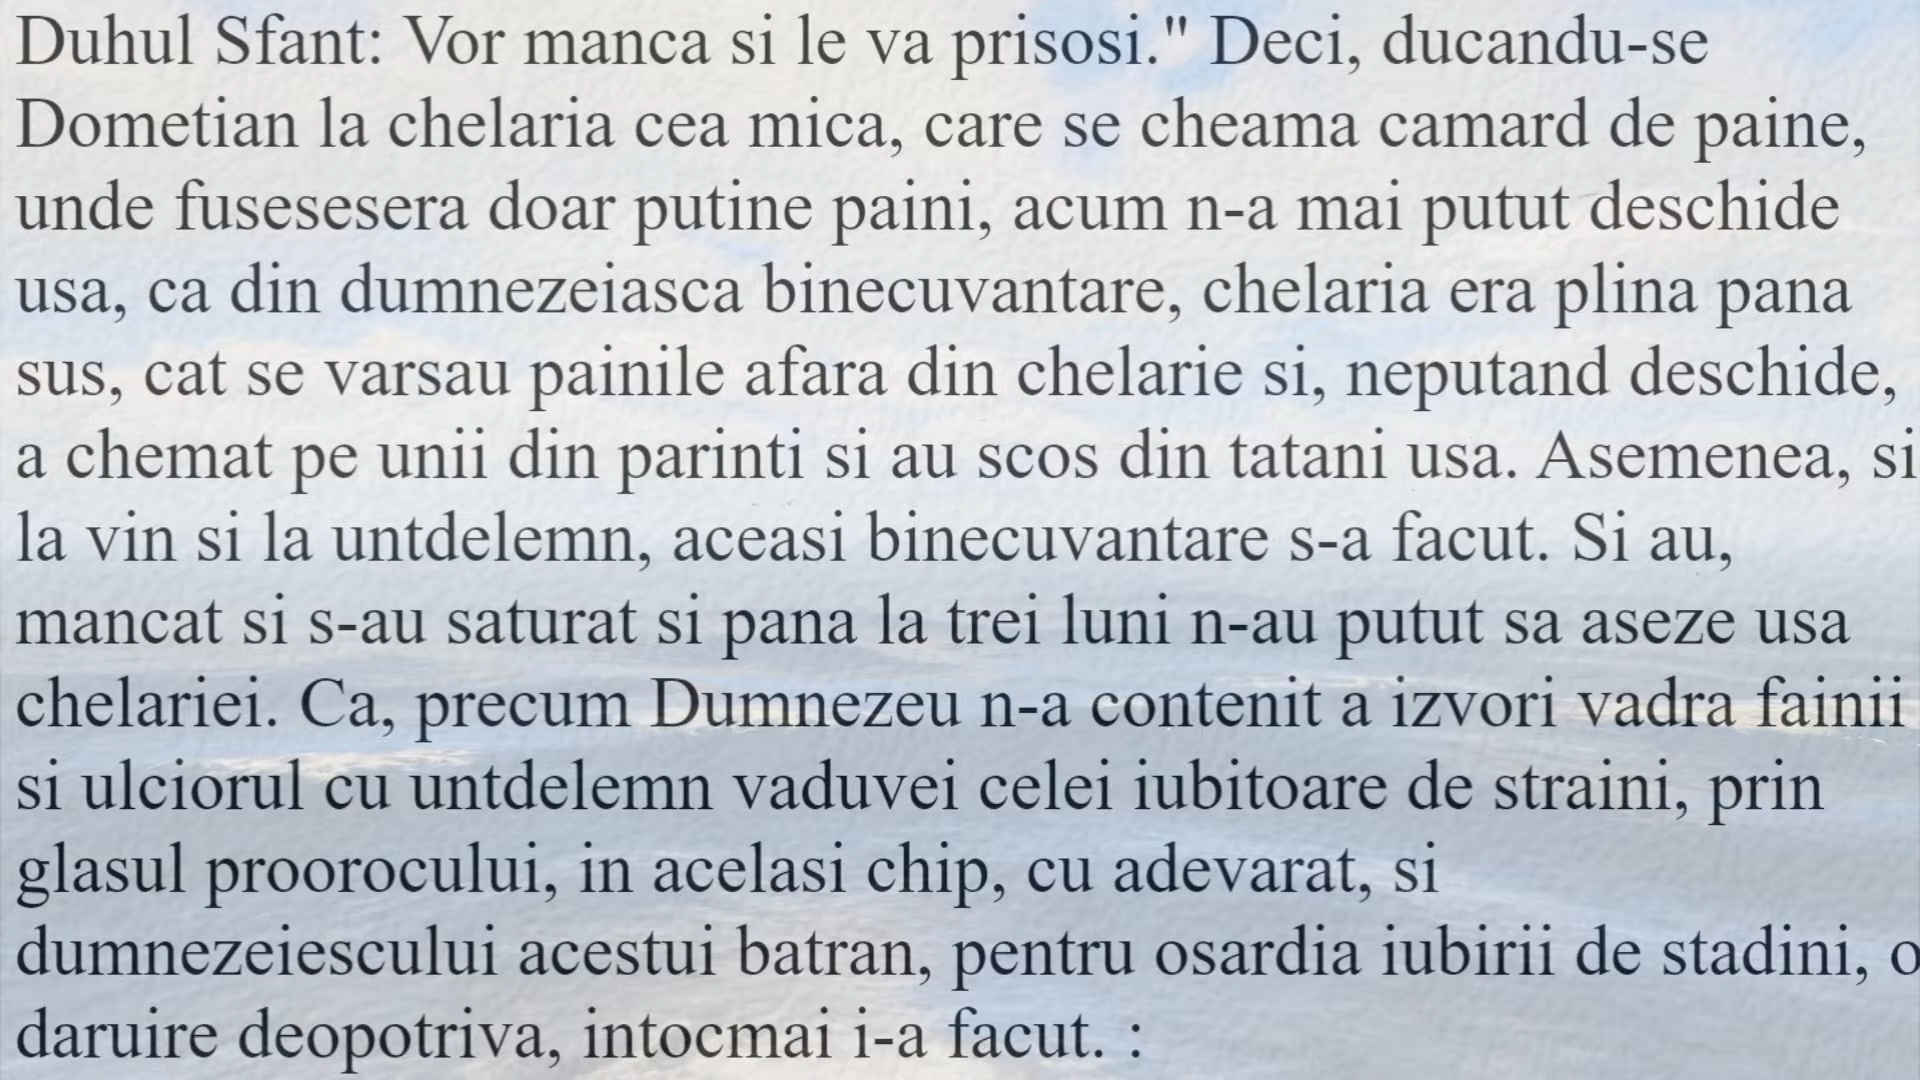 Duhul Sfant: Vor manca si le va prisosi." Deci, ducandu-se
Dometian la chelaria cea mica, care se cheama camard de paine,
unde fusesesera doar putine paini, acum n-a mai putut deschide
usa, ca din dumnezeiasca binecuvantare, chelaria era plina pana
sus, cat se varsau painile afara din chelarie si, neputand deschide,
a chemat pe unii din parinti si au scos din tatani usa. Asemenea, si
la vin si la untdelemn, aceasi binecuvantare s-a facut. Si au,
mancat si s-au saturat si pana la trei luni n-au putut sa aseze usa
chelariei. Ca, precum Dumnezeu n-a contenit a izvori vadra fainii
si ulciorul cu untdelemn vaduvei celei iubitoare de straini, prin
glasul proorocului, in acelasi chip, cu adevarat, si
dumnezeiescului acestui batran, pentru osardia iubirii de stadini, o
daruire deopotriva, intocmai i-a facut. :